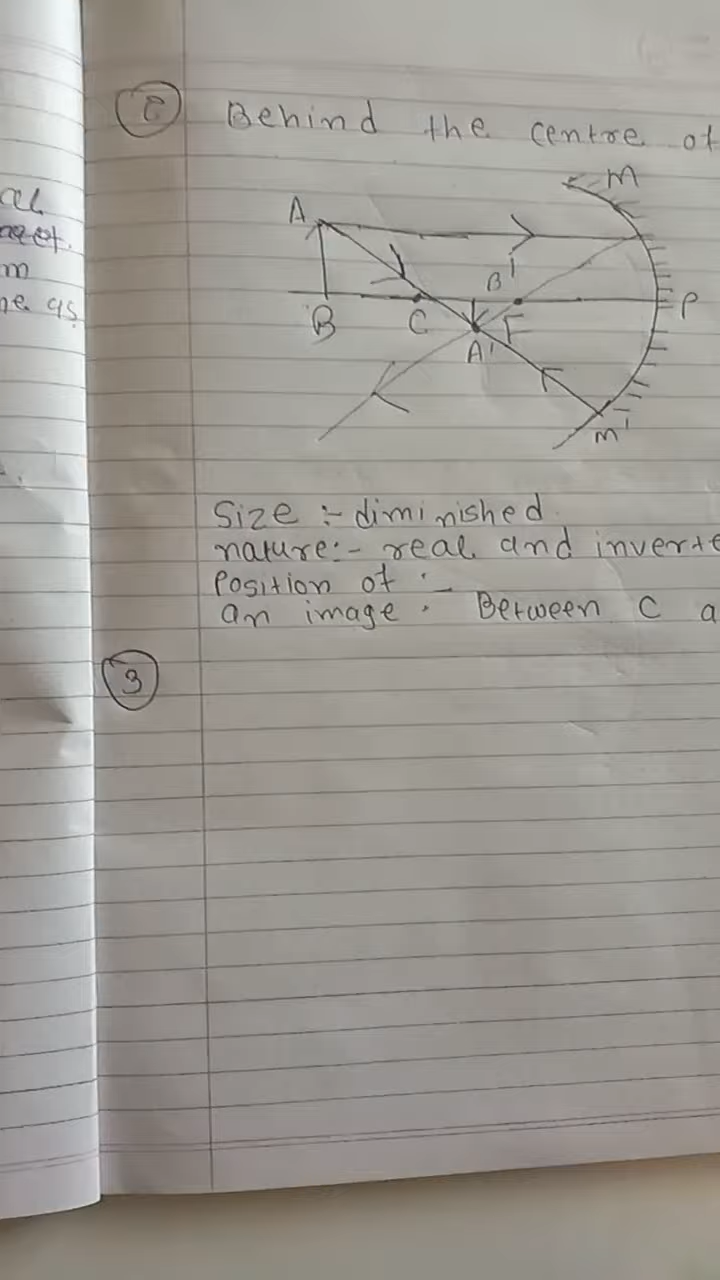 Behind the centre of
M
A
B'
B
C
F
P
A'
M'
Size :- diminished
nature:- real and inverte
Position of :-
an image : Between C a
3